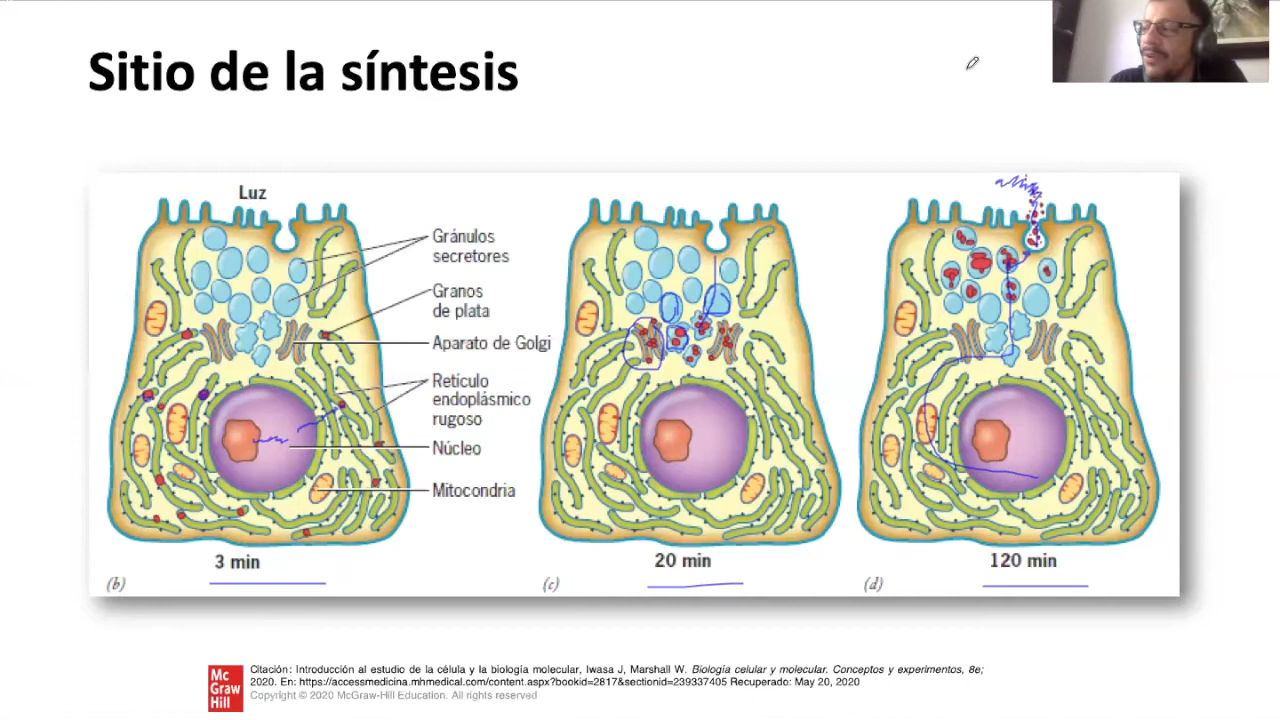 Sitio de la síntesis
Luz
Gránulos
secretores
Granos
de plata
Aparato de Golgi
Retículo
endoplásmico
rugoso
Núcleo
Mitocondria
3 min
20 min
120 min
(b)
(c)
(d)
Mc
Graw
Hill
Citación: Introducción al estudio de la célula y la biología molecular, Iwasa J, Marshall W. Biología celular y molecular. Conceptos y experimentos, 8e;
2020. En: https://accessmedicina.mhmedical.com/content.aspx?bookid=2817&sectionid=239337405 Recuperado: May 20, 2020
Copyright © 2020 McGraw-Hill Education. All rights reserved